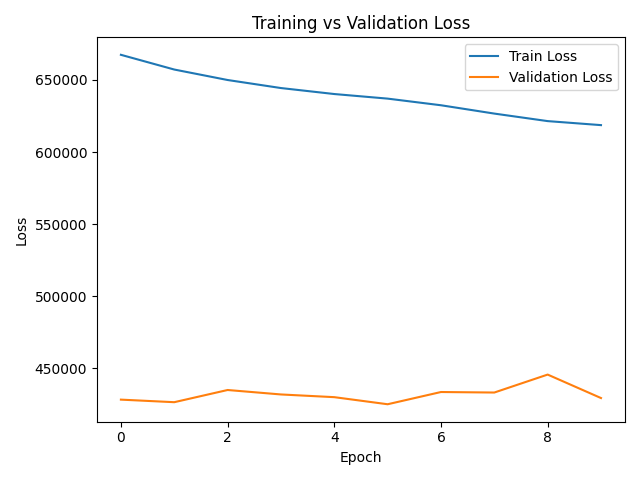 Training vs Validation Loss
Train Loss
Validation Loss
650000
600000
550000
500000
450000
Loss
0 2 4 6 8
Epoch